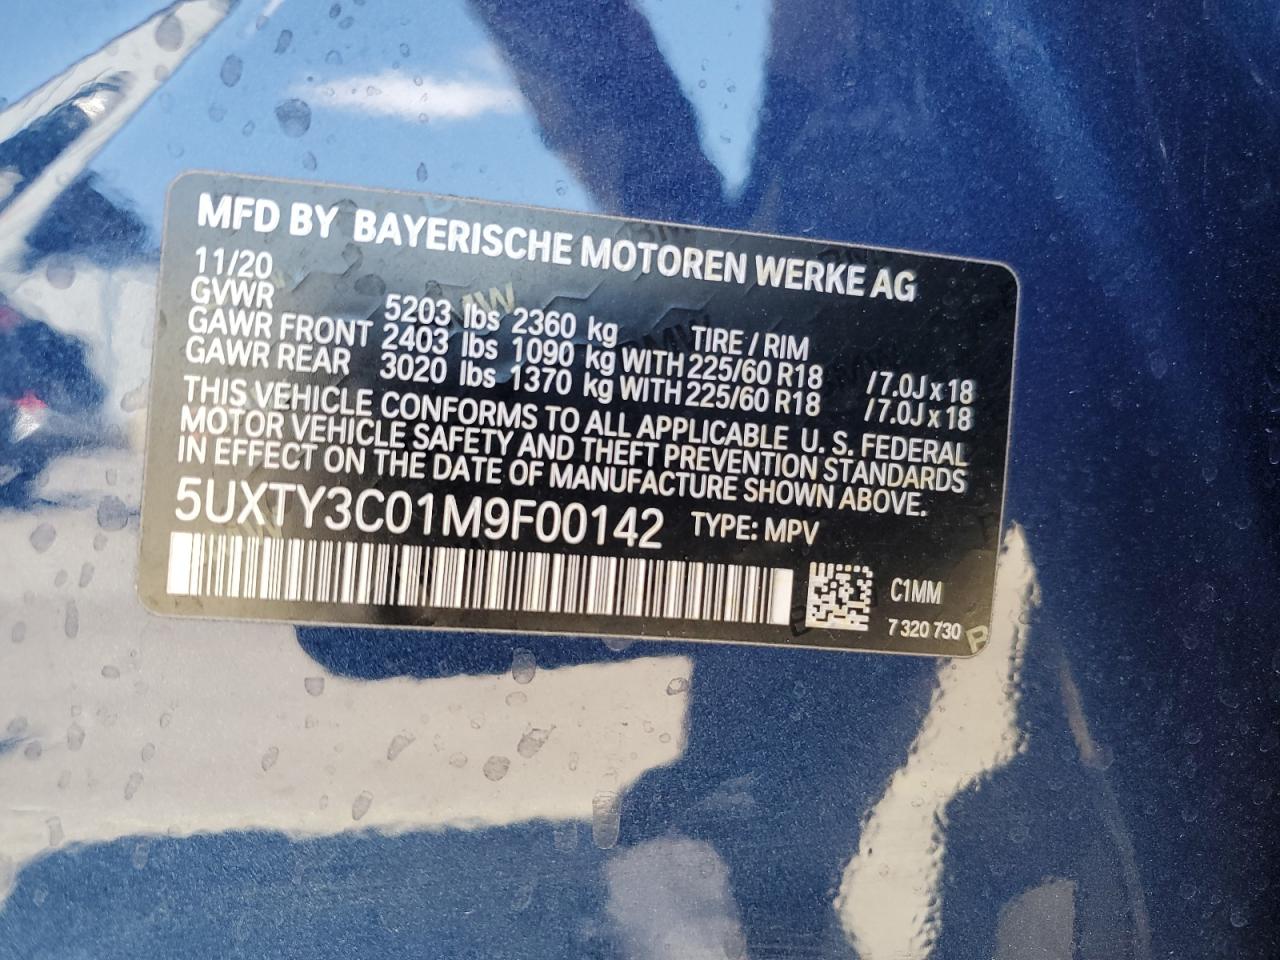 MFD BY BAYERISCHE MOTOREN WERKE AG
11/20
GVWR 5203 lbs 2360 kg TIRE / RIM
GAWR FRONT 2403 lbs 1090 kg WITH 225/60 R18 /7.0J x 18
GAWR REAR 3020 lbs 1370 kg WITH 225/60 R18 /7.0J x 18
THIS VEHICLE CONFORMS TO ALL APPLICABLE U. S. FEDERAL
MOTOR VEHICLE SAFETY AND THEFT PREVENTION STANDARDS
IN EFFECT ON THE DATE OF MANUFACTURE SHOWN ABOVE.
5UXTY3C01M9F00142 TYPE: MPV
C1MM
7 320 730